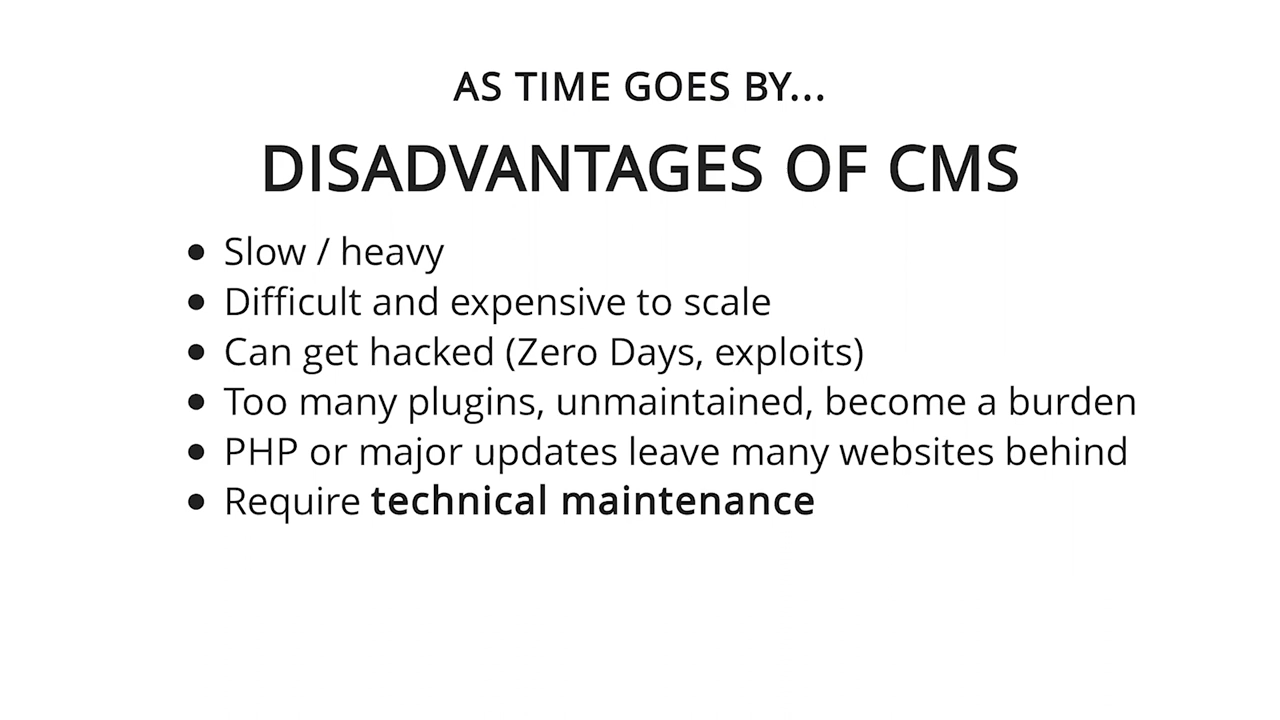 AS TIME GOES BY...
DISADVANTAGES OF CMS
• Slow / heavy
• Difficult and expensive to scale
• Can get hacked (Zero Days, exploits)
• Too many plugins, unmaintained, become a burden
• PHP or major updates leave many websites behind
• Require technical maintenance